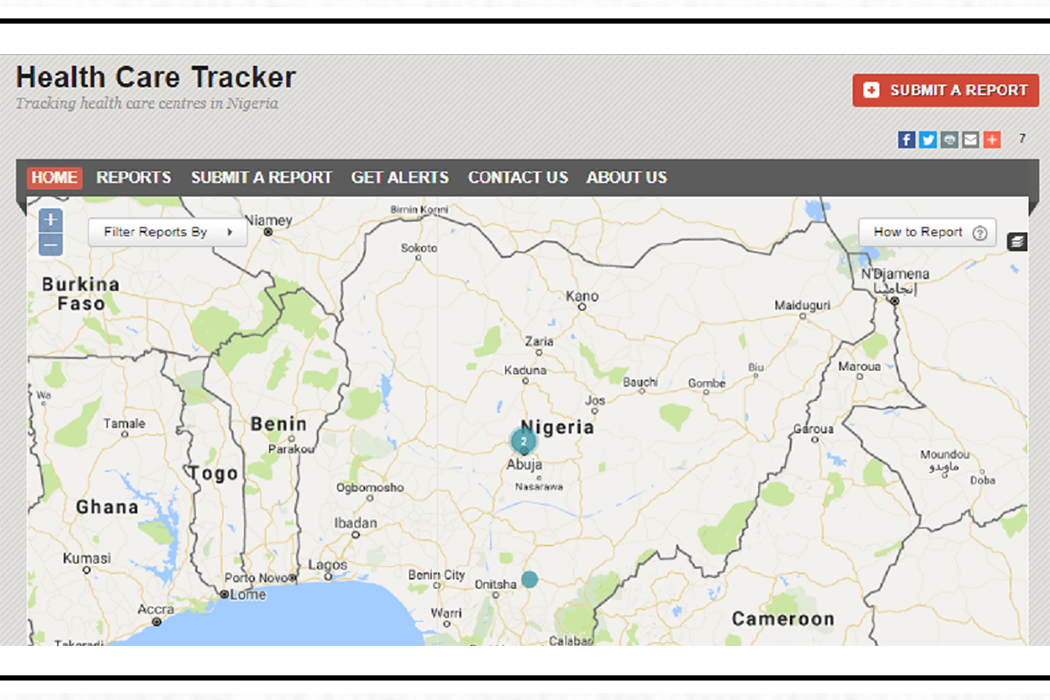 Health Care Tracker
Tracking health care centres in Nigeria
SUBMIT A REPORT
7
HOME REPORTS SUBMIT A REPORT GET ALERTS CONTACT US ABOUT US
+
−
Filter Reports By
How to Report ?
Niamey
Birnin Konni
Sokoto
N'Djamena
إنجامينا
Burkina
Faso
Kano
Maiduguri
Zaria
Kaduna
Bauchi
Gombe
Biu
Maroua
Wa
Jos
Tamale
Benin
Nigeria
Garoua
2
Parakou
Togo
Abuja
Moundou
Nasarawa
Doba
Ogbomosho
Ghana
Ibadan
Kumasi
Lagos
Porto Novo
Benin City
Onitsha
Lome
Accra
Warri
Cameroon
Calabar
Takoradi